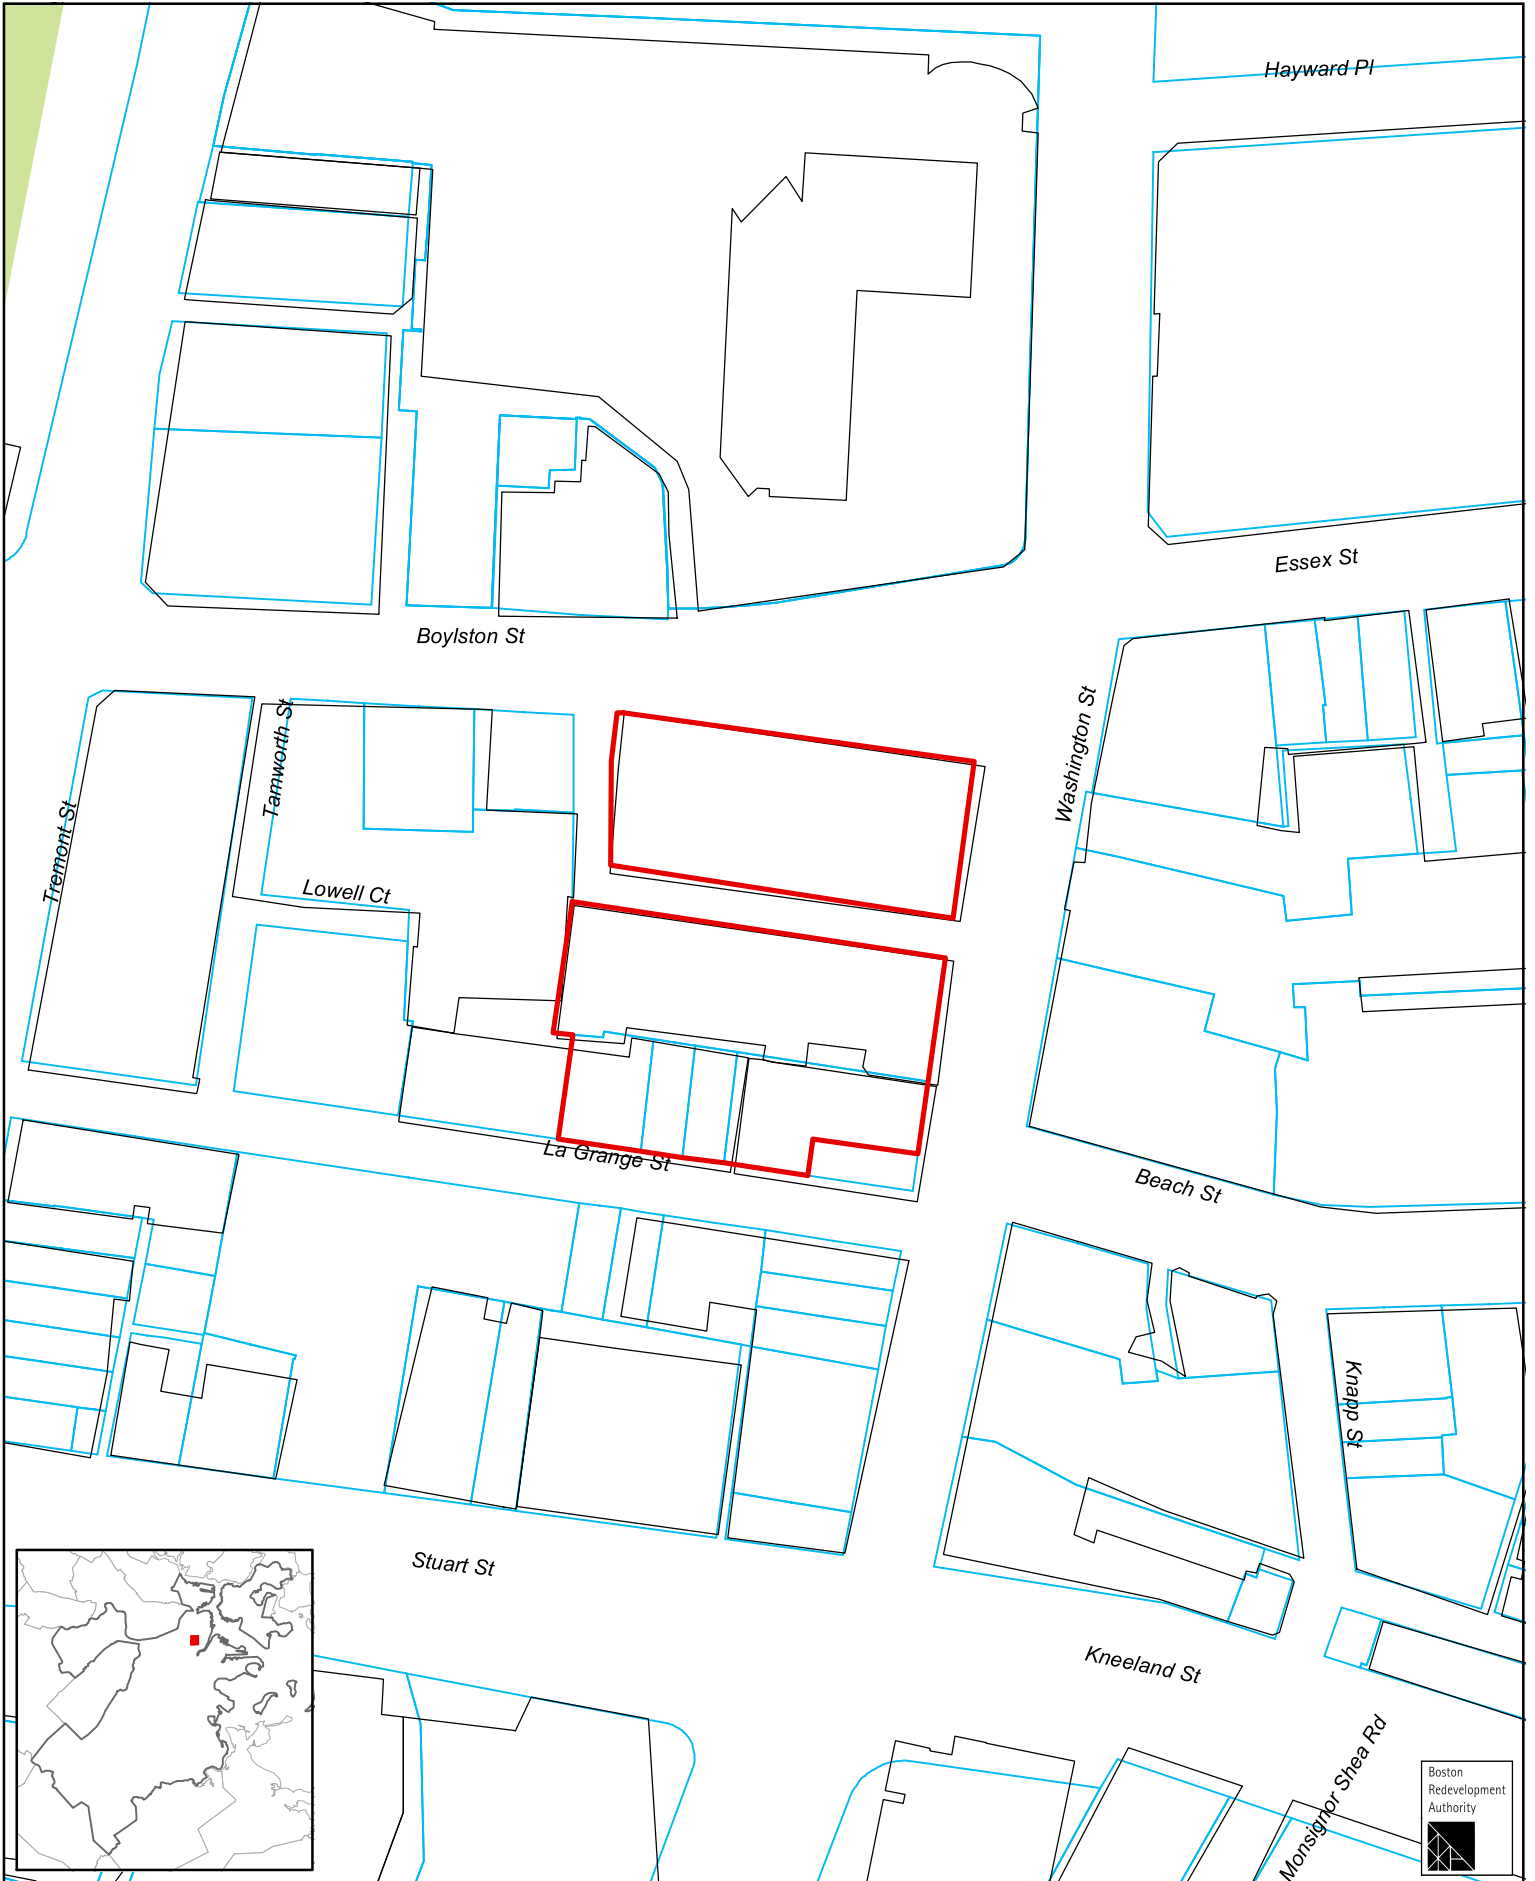 Hayward Pl
Essex St
Boylston St
Washington St
Tamworth St
Tremont St
Lowell Ct
La Grange St
Beach St
Knapp St
Stuart St
Kneeland St
Monsignor Shea Rd
Boston
Redevelopment
Authority